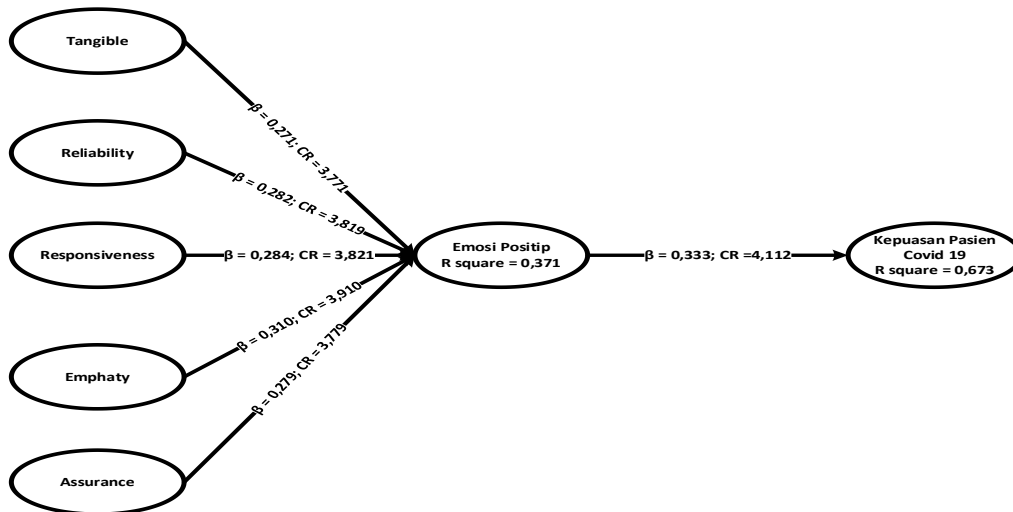 Tangible
β = 0,271; CR = 3,771
Reliability
β = 0,282; CR = 3,819
Responsiveness
β = 0,284; CR = 3,821
Emosi Positip
R square = 0,371
β = 0,333; CR =4,112
Kepuasan Pasien
Covid 19
R square = 0,673
Emphaty
β = 0,310; CR = 3,910
Assurance
β = 0,279; CR = 3,779